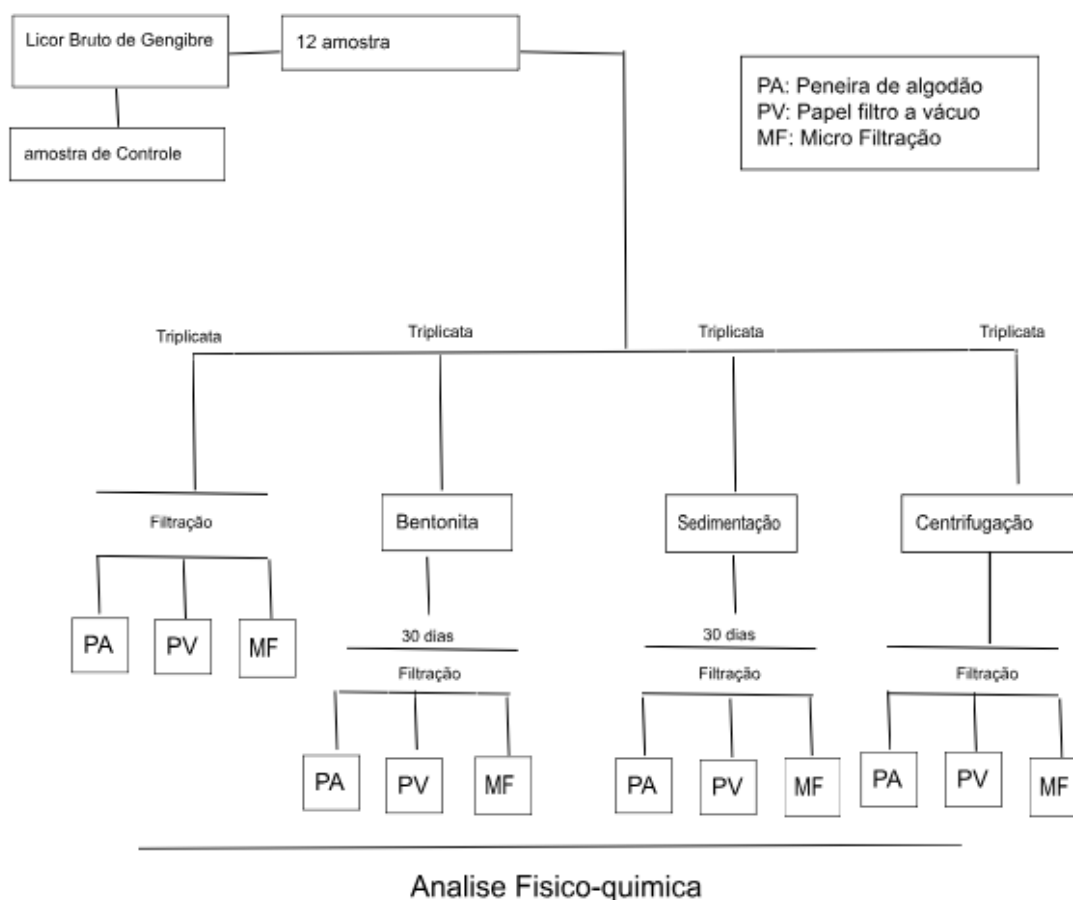 Licor Bruto de Gengibre
12 amostra
amostra de Controle
PA: Peneira de algodão
PV: Papel filtro a vácuo
MF: Micro Filtração
Triplicata
Triplicata
Triplicata
Triplicata
Filtração
Bentonita
Sedimentação
Centrifugação
PA
PV
MF
30 dias
30 dias
Filtração
Filtração
Filtração
PA
PV
MF
PA
PV
MF
PA
PV
MF
Analise Fisico-quimica